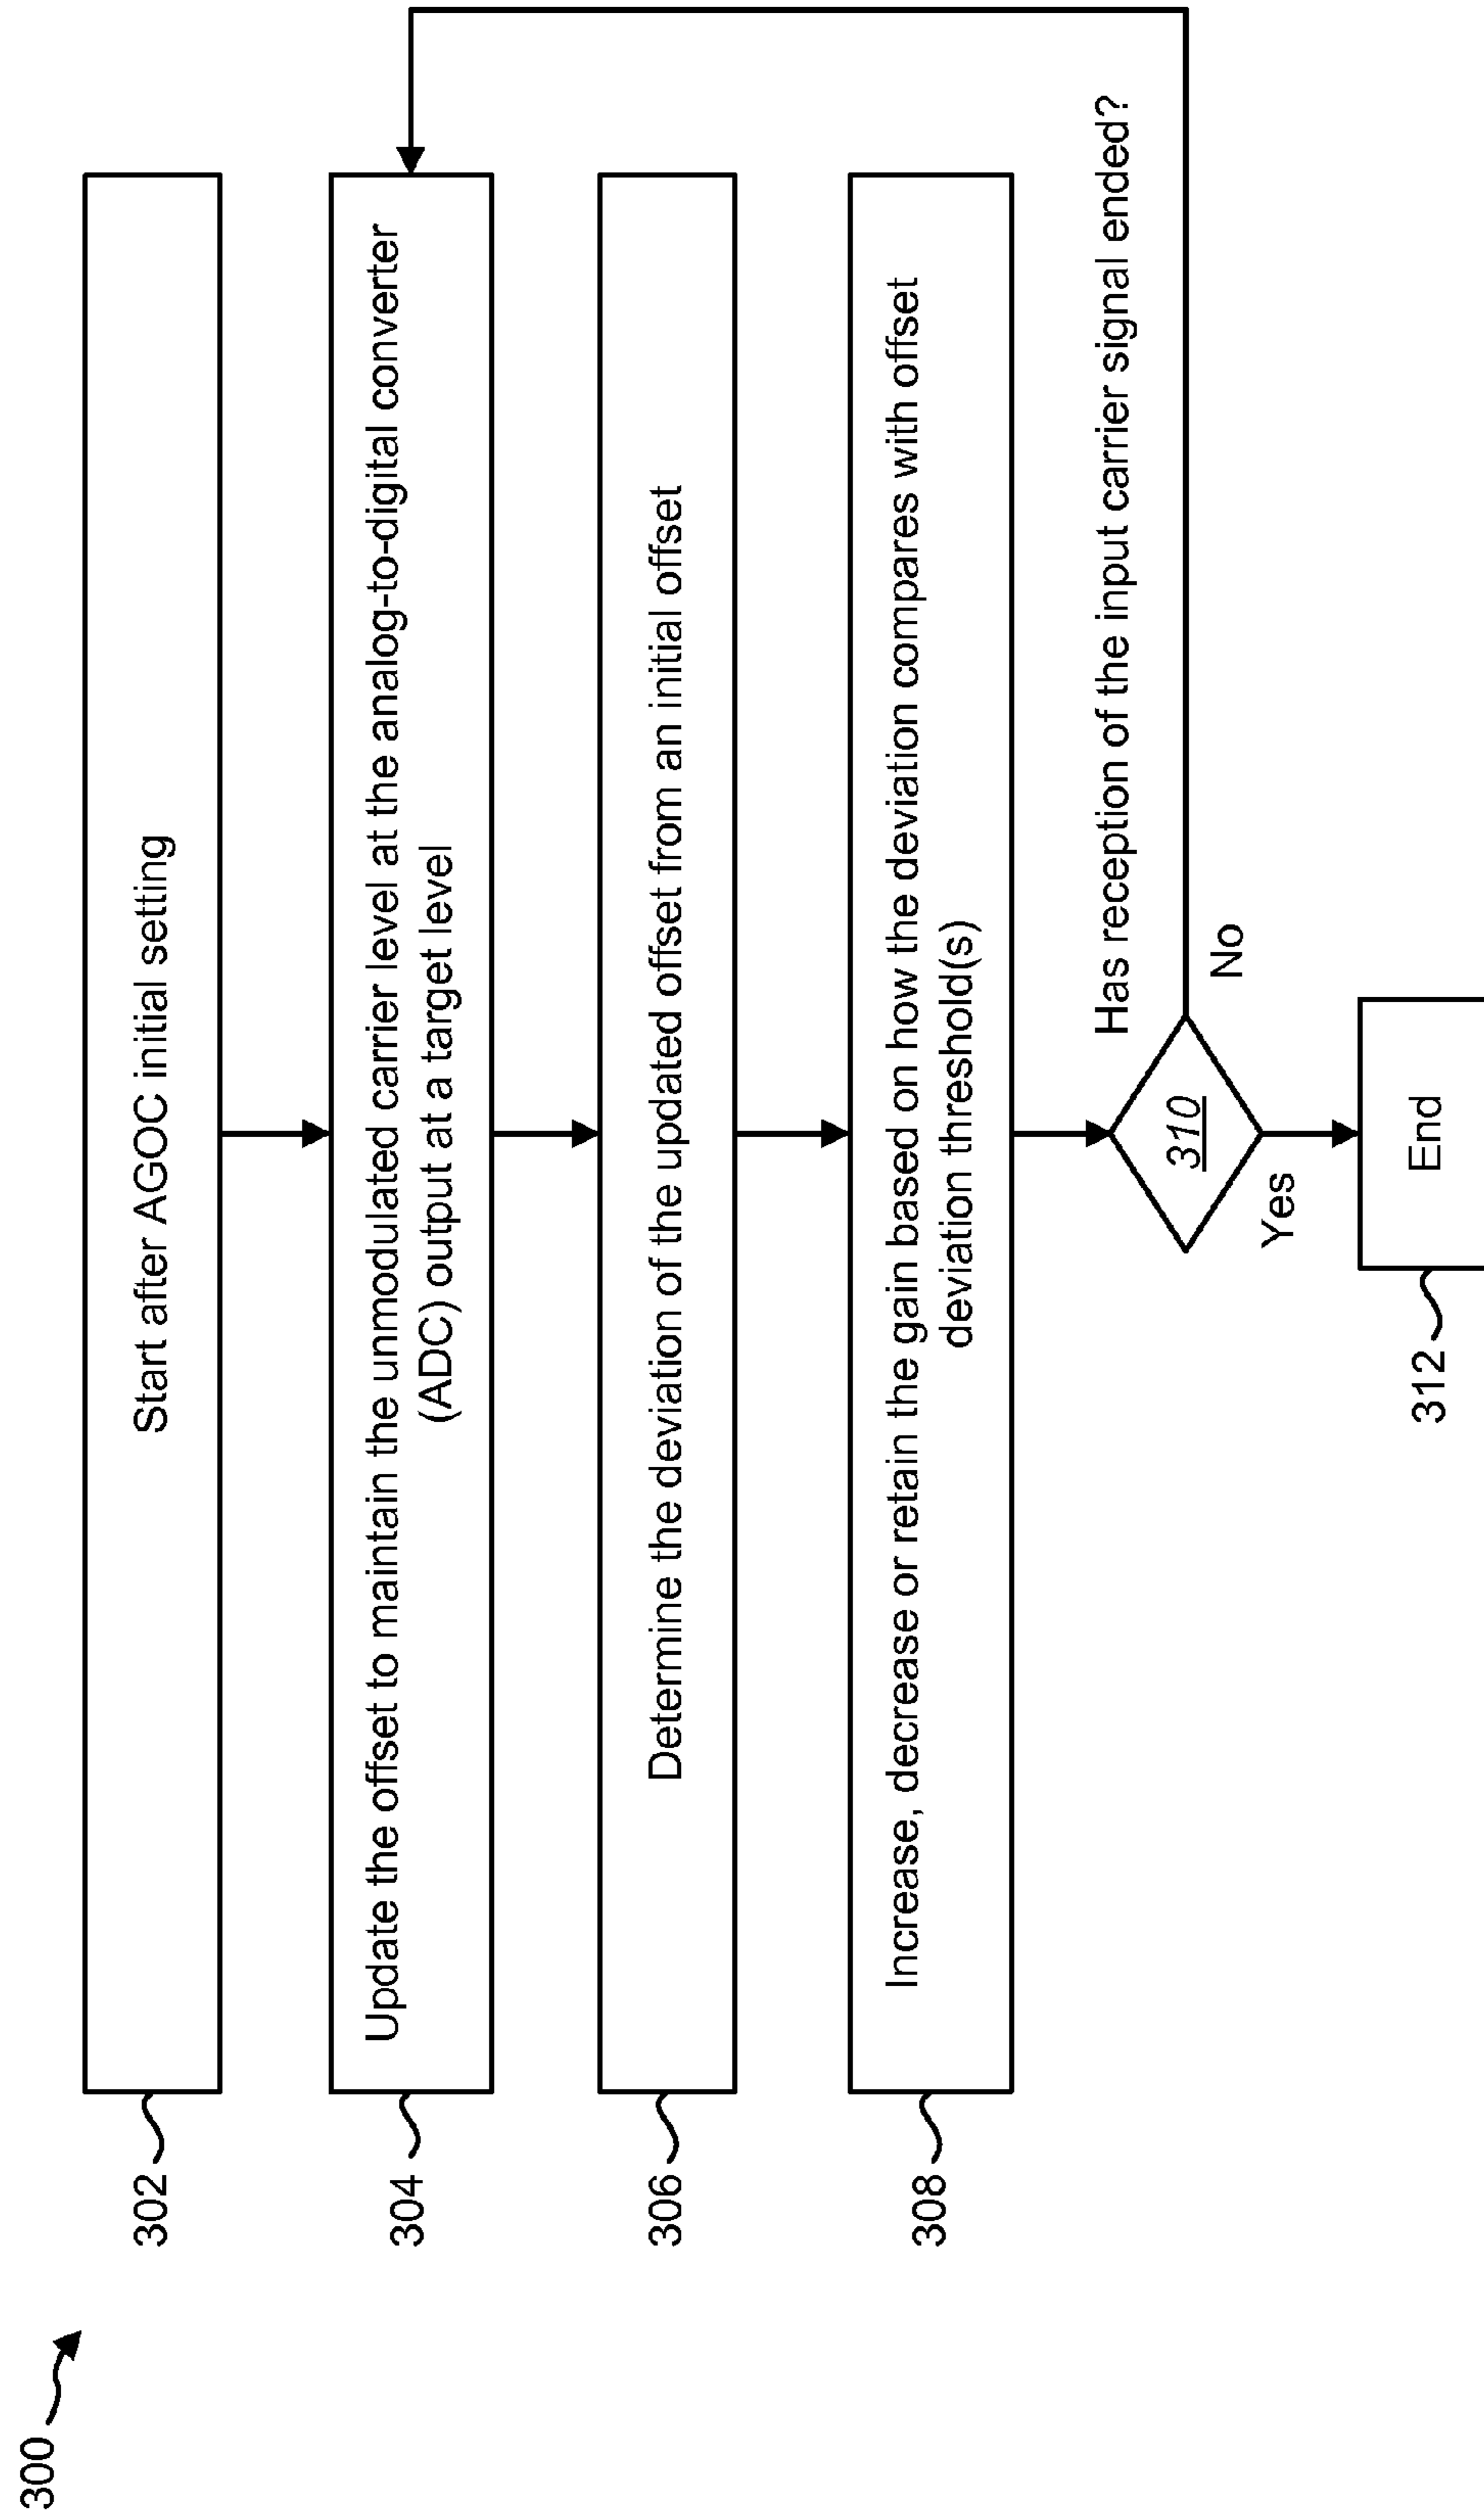 300
302
Start after AGOC initial setting
304
Update the offset to maintain the unmodulated carrier level at the analog-to-digital converter
(ADC) output at a target level
306
Determine the deviation of the updated offset from an initial offset
308
Increase, decrease or retain the gain based on how the deviation compares with offset
deviation threshold(s)
Has reception of the input carrier signal ended?
310
No
Yes
312
End